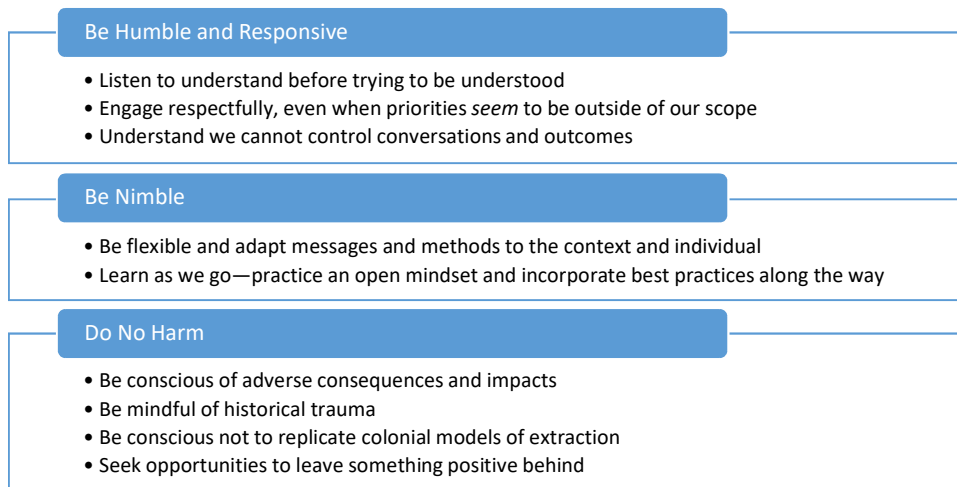 Be Humble and Responsive
• Listen to understand before trying to be understood
• Engage respectfully, even when priorities seem to be outside of our scope
• Understand we cannot control conversations and outcomes
Be Nimble
• Be flexible and adapt messages and methods to the context and individual
• Learn as we go—practice an open mindset and incorporate best practices along the way
Do No Harm
• Be conscious of adverse consequences and impacts
• Be mindful of historical trauma
• Be conscious not to replicate colonial models of extraction
• Seek opportunities to leave something positive behind